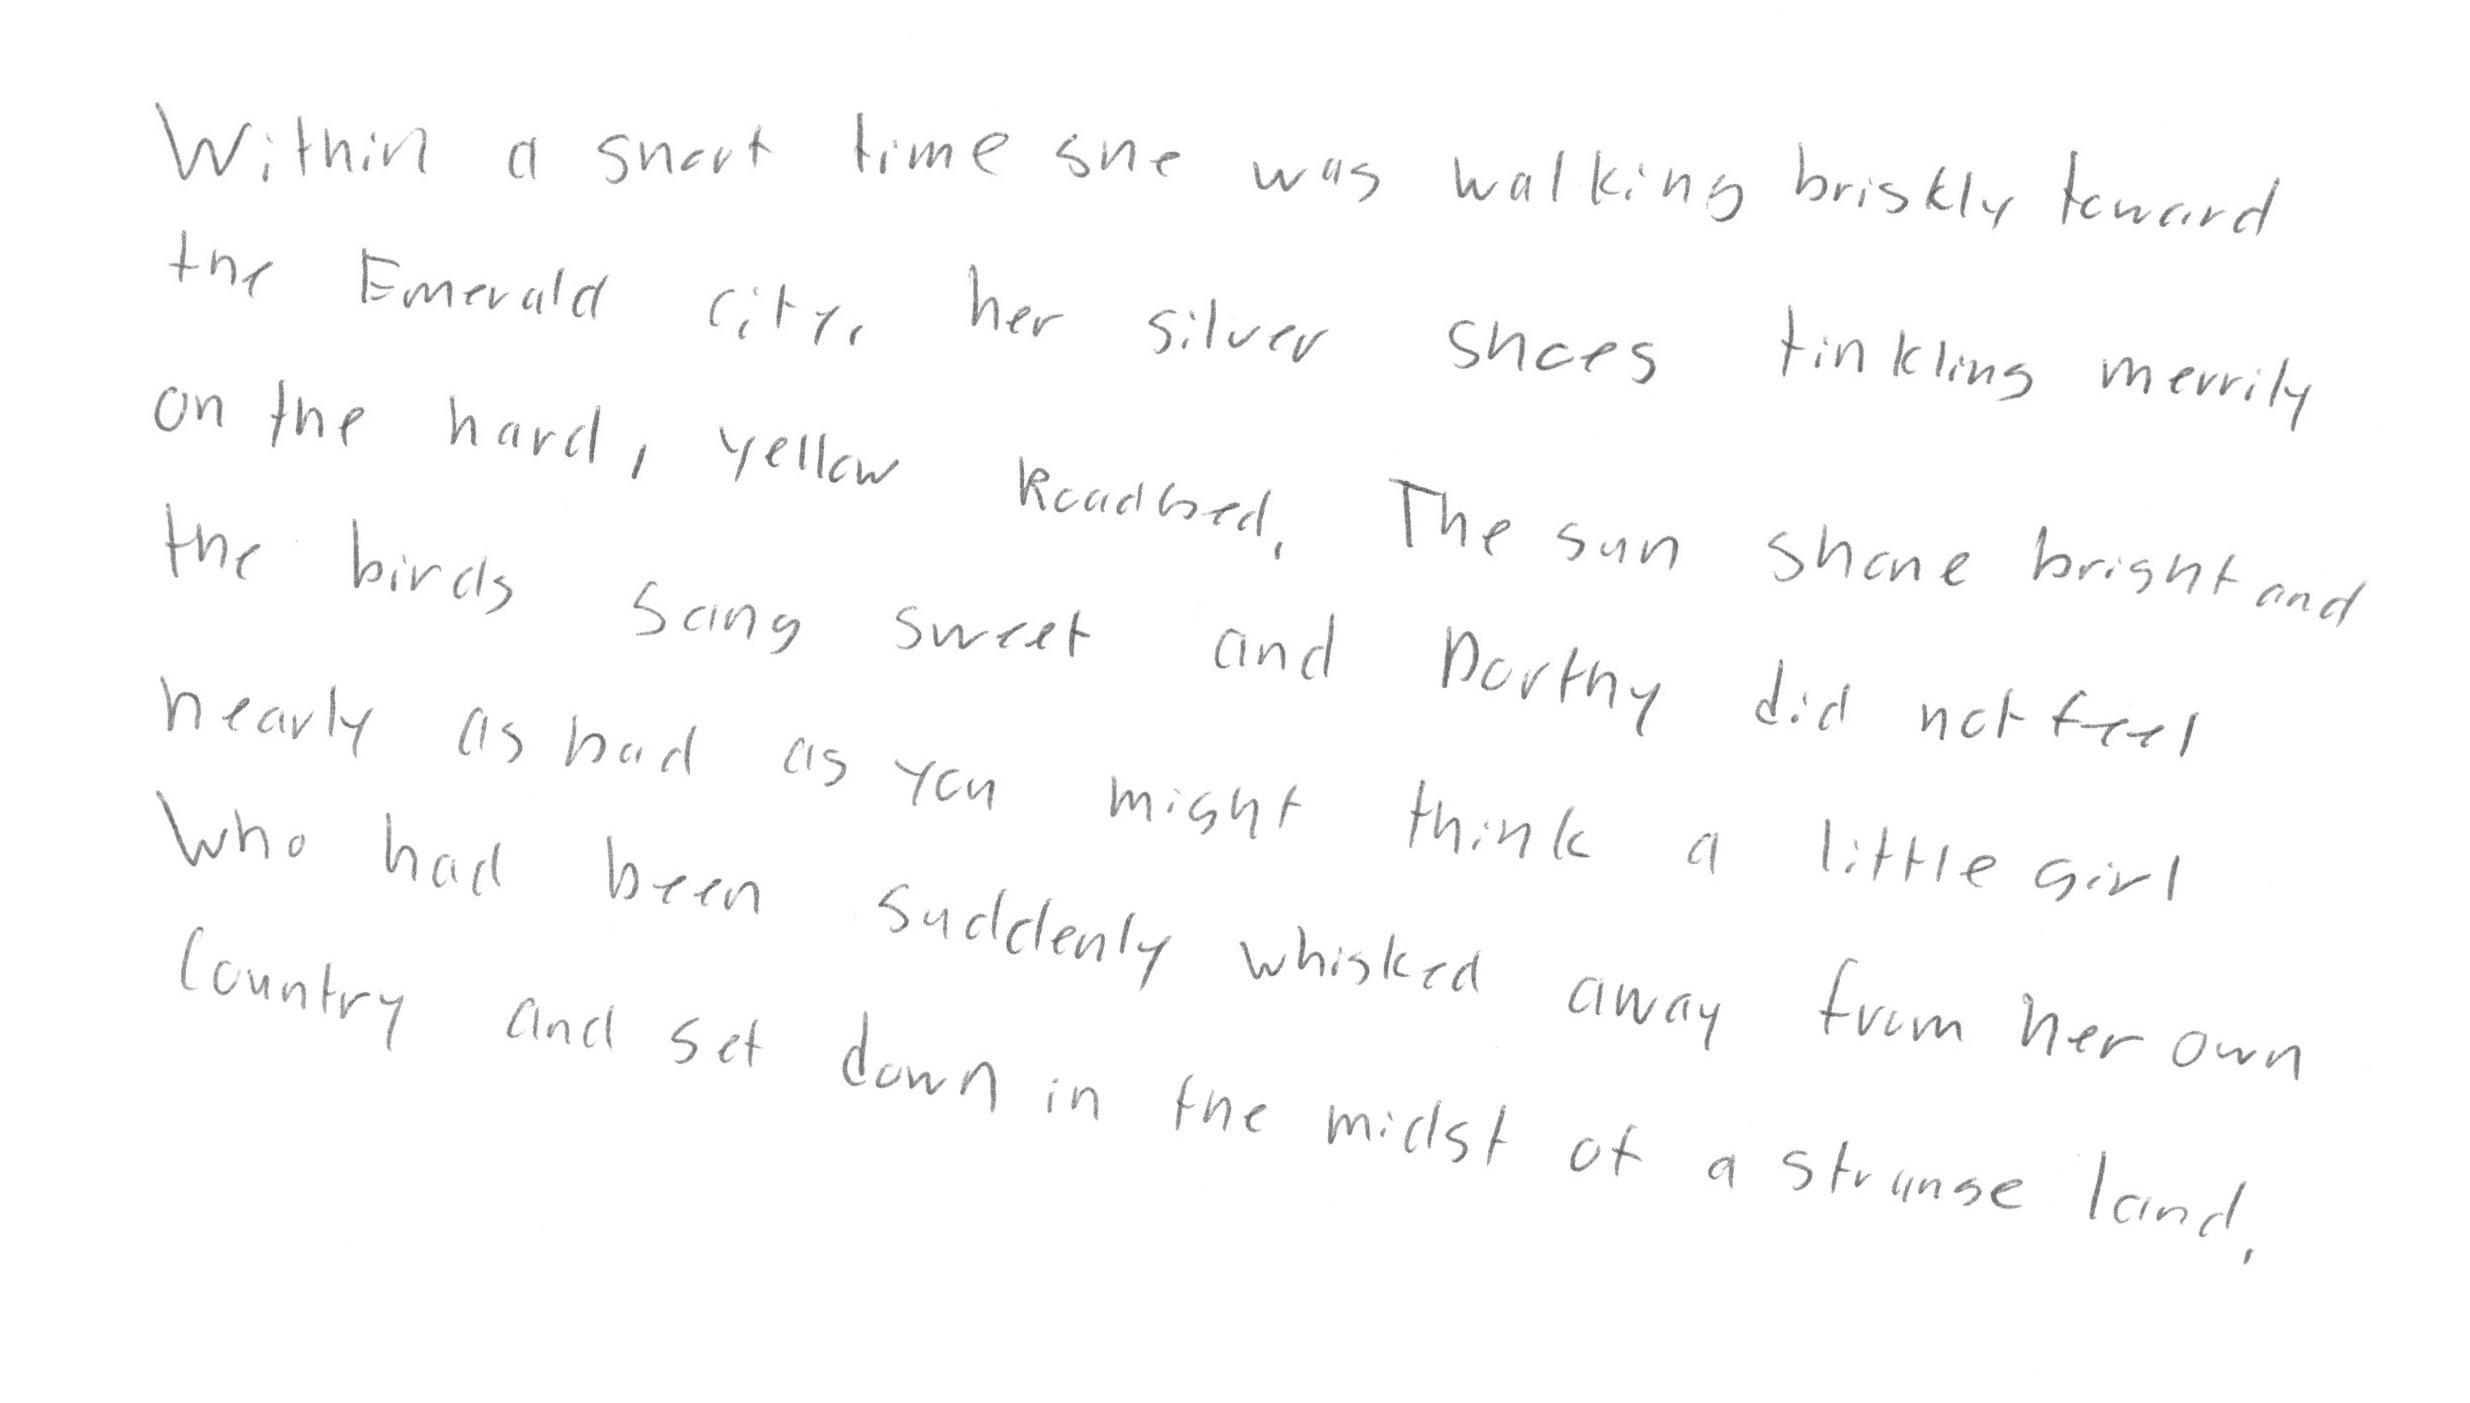 Within a short time she was walking briskly toward
the Emerald City, her silver shoes tinkling merrily
on the hard, yellow Roadbed. The sun shone bright and
the birds sang sweet and Dorthy did not feel
nearly as bad as you might think a little girl
Who had been suddenly whisked away from her own
Country and set down in the midst of a strange land.